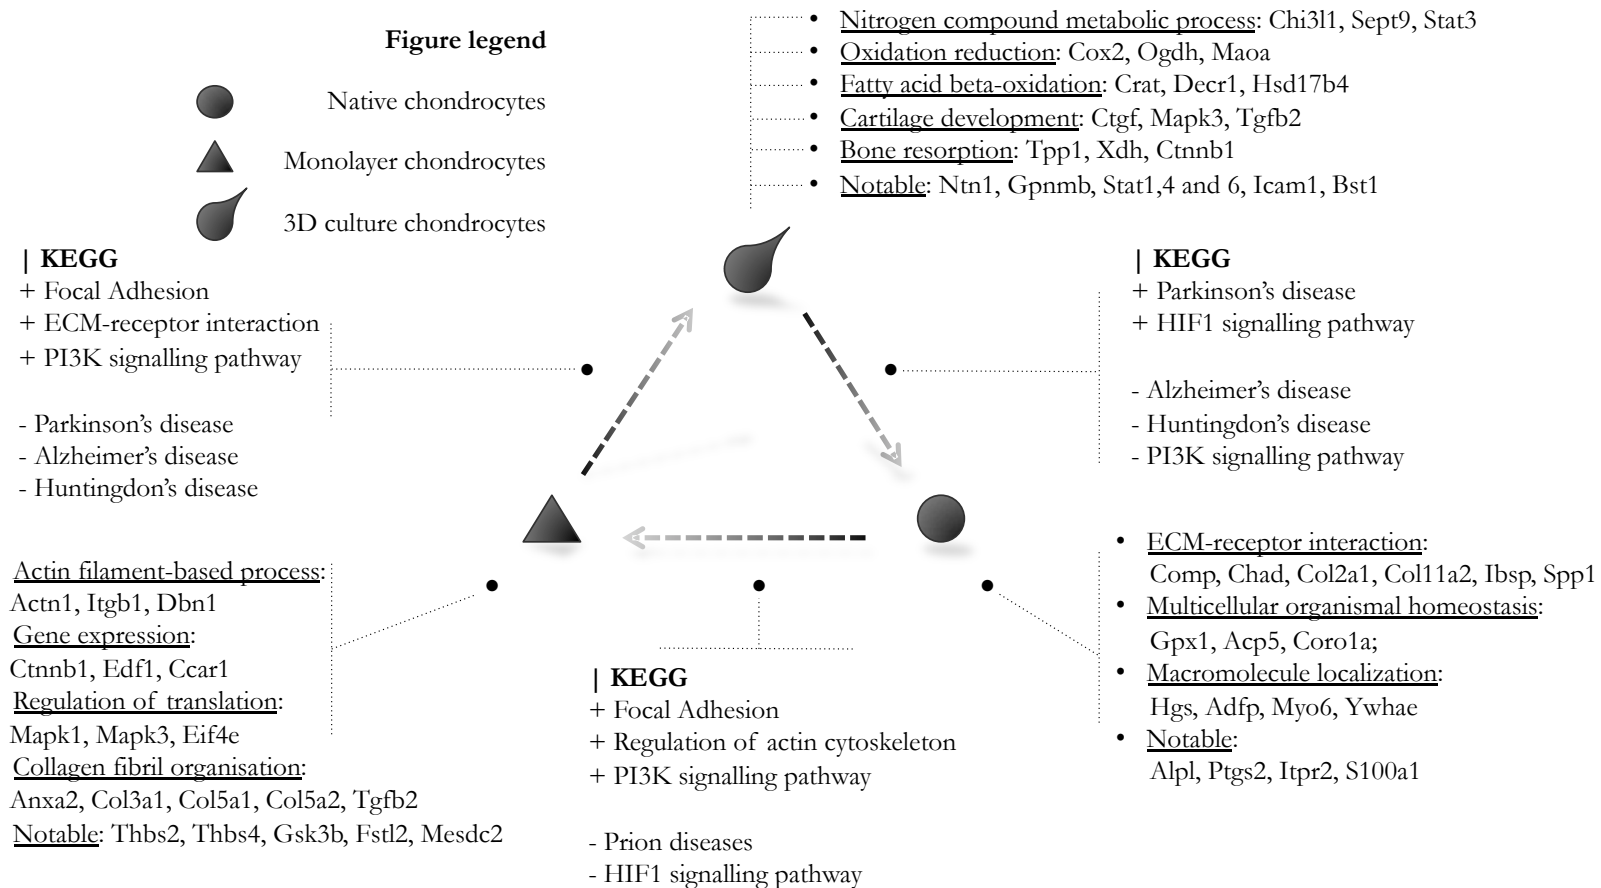 Figure legend
Native chondrocytes
Monolayer chondrocytes
3D culture chondrocytes
• Nitrogen compound metabolic process: Chi3l1, Sept9, Stat3
• Oxidation reduction: Cox2, Ogdh, Maoa
• Fatty acid beta-oxidation: Crat, Decr1, Hsd17b4
• Cartilage development: Ctgf, Mapk3, Tgfb2
• Bone resorption: Tpp1, Xdh, Ctnnb1
• Notable: Ntn1, Gpnmb, Stat1,4 and 6, Icam1, Bst1
| KEGG
+ Focal Adhesion
+ ECM-receptor interaction
+ PI3K signalling pathway
- Parkinson’s disease
- Alzheimer’s disease
- Huntingdon’s disease
| KEGG
+ Parkinson’s disease
+ HIF1 signalling pathway
- Alzheimer’s disease
- Huntingdon’s disease
- PI3K signalling pathway
Actin filament-based process:
Actn1, Itgb1, Dbn1
Gene expression:
Ctnnb1, Edf1, Ccar1
Regulation of translation:
Mapk1, Mapk3, Eif4e
Collagen fibril organisation:
Anxa2, Col3a1, Col5a1, Col5a2, Tgfb2
Notable: Thbs2, Thbs4, Gsk3b, Fstl2, Mesdc2
| KEGG
+ Focal Adhesion
+ Regulation of actin cytoskeleton
+ PI3K signalling pathway
- Prion diseases
- HIF1 signalling pathway
• ECM-receptor interaction:
Comp, Chad, Col2a1, Col11a2, Ibsp, Spp1
• Multicellular organismal homeostasis:
Gpx1, Acp5, Coro1a;
• Macromolecule localization:
Hgs, Adfp, Myo6, Ywhae
• Notable:
Alpl, Ptgs2, Itpr2, S100a1